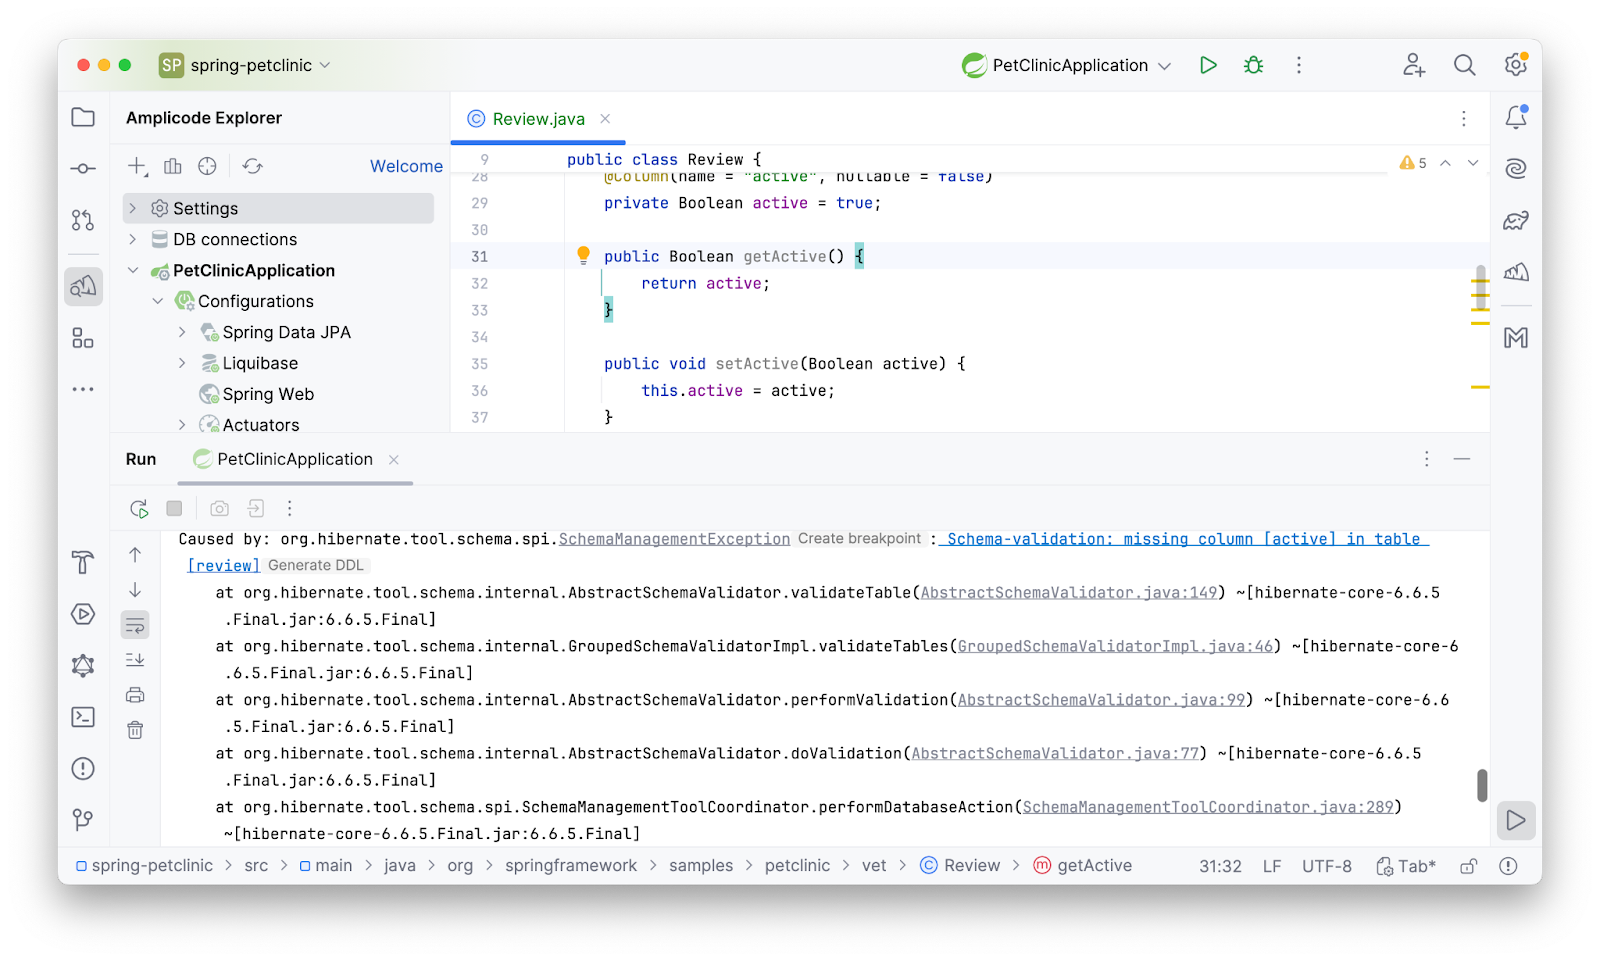 SP spring-petclinic
PetClinicApplication
Amplicode Explorer
Welcome
Settings
DB connections
PetClinicApplication
Configurations
Spring Data JPA
Liquibase
Spring Web
Actuators
Review.java
5
9 public class Review {
28 @Column(name = "active", nullable = false)
29 private Boolean active = true;
30
31 public Boolean getActive() {
32 return active;
33 }
34
35 public void setActive(Boolean active) {
36 this.active = active;
37 }
Run PetClinicApplication
Caused by: org.hibernate.tool.schema.spi.SchemaManagementException Create breakpoint : Schema-validation: missing column [active] in table
[review] Generate DDL
at org.hibernate.tool.schema.internal.AbstractSchemaValidator.validateTable(AbstractSchemaValidator.java:149) ~[hibernate-core-6.6.5
.Final.jar:6.6.5.Final]
at org.hibernate.tool.schema.internal.GroupedSchemaValidatorImpl.validateTables(GroupedSchemaValidatorImpl.java:46) ~[hibernate-core-6
.6.5.Final.jar:6.6.5.Final]
at org.hibernate.tool.schema.internal.AbstractSchemaValidator.performValidation(AbstractSchemaValidator.java:99) ~[hibernate-core-6.6
.5.Final.jar:6.6.5.Final]
at org.hibernate.tool.schema.internal.AbstractSchemaValidator.doValidation(AbstractSchemaValidator.java:77) ~[hibernate-core-6.6.5
.Final.jar:6.6.5.Final]
at org.hibernate.tool.schema.spi.SchemaManagementToolCoordinator.performDatabaseAction(SchemaManagementToolCoordinator.java:289)
~[hibernate-core-6.6.5.Final.jar:6.6.5.Final]
spring-petclinic > src > main > java > org > springframework > samples > petclinic > vet > Review > getActive 31:32 LF UTF-8 Tab*